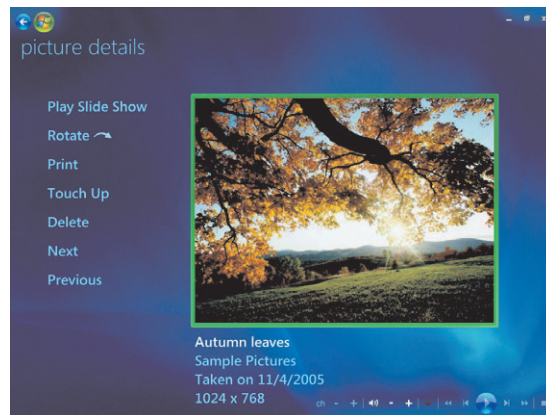 picture details
Play Slide Show
Rotate
Print
Touch Up
Delete
Next
Previous
Autumn leaves
Sample Pictures
Taken on 11/4/2005
1024 x 768
ch - +
- +